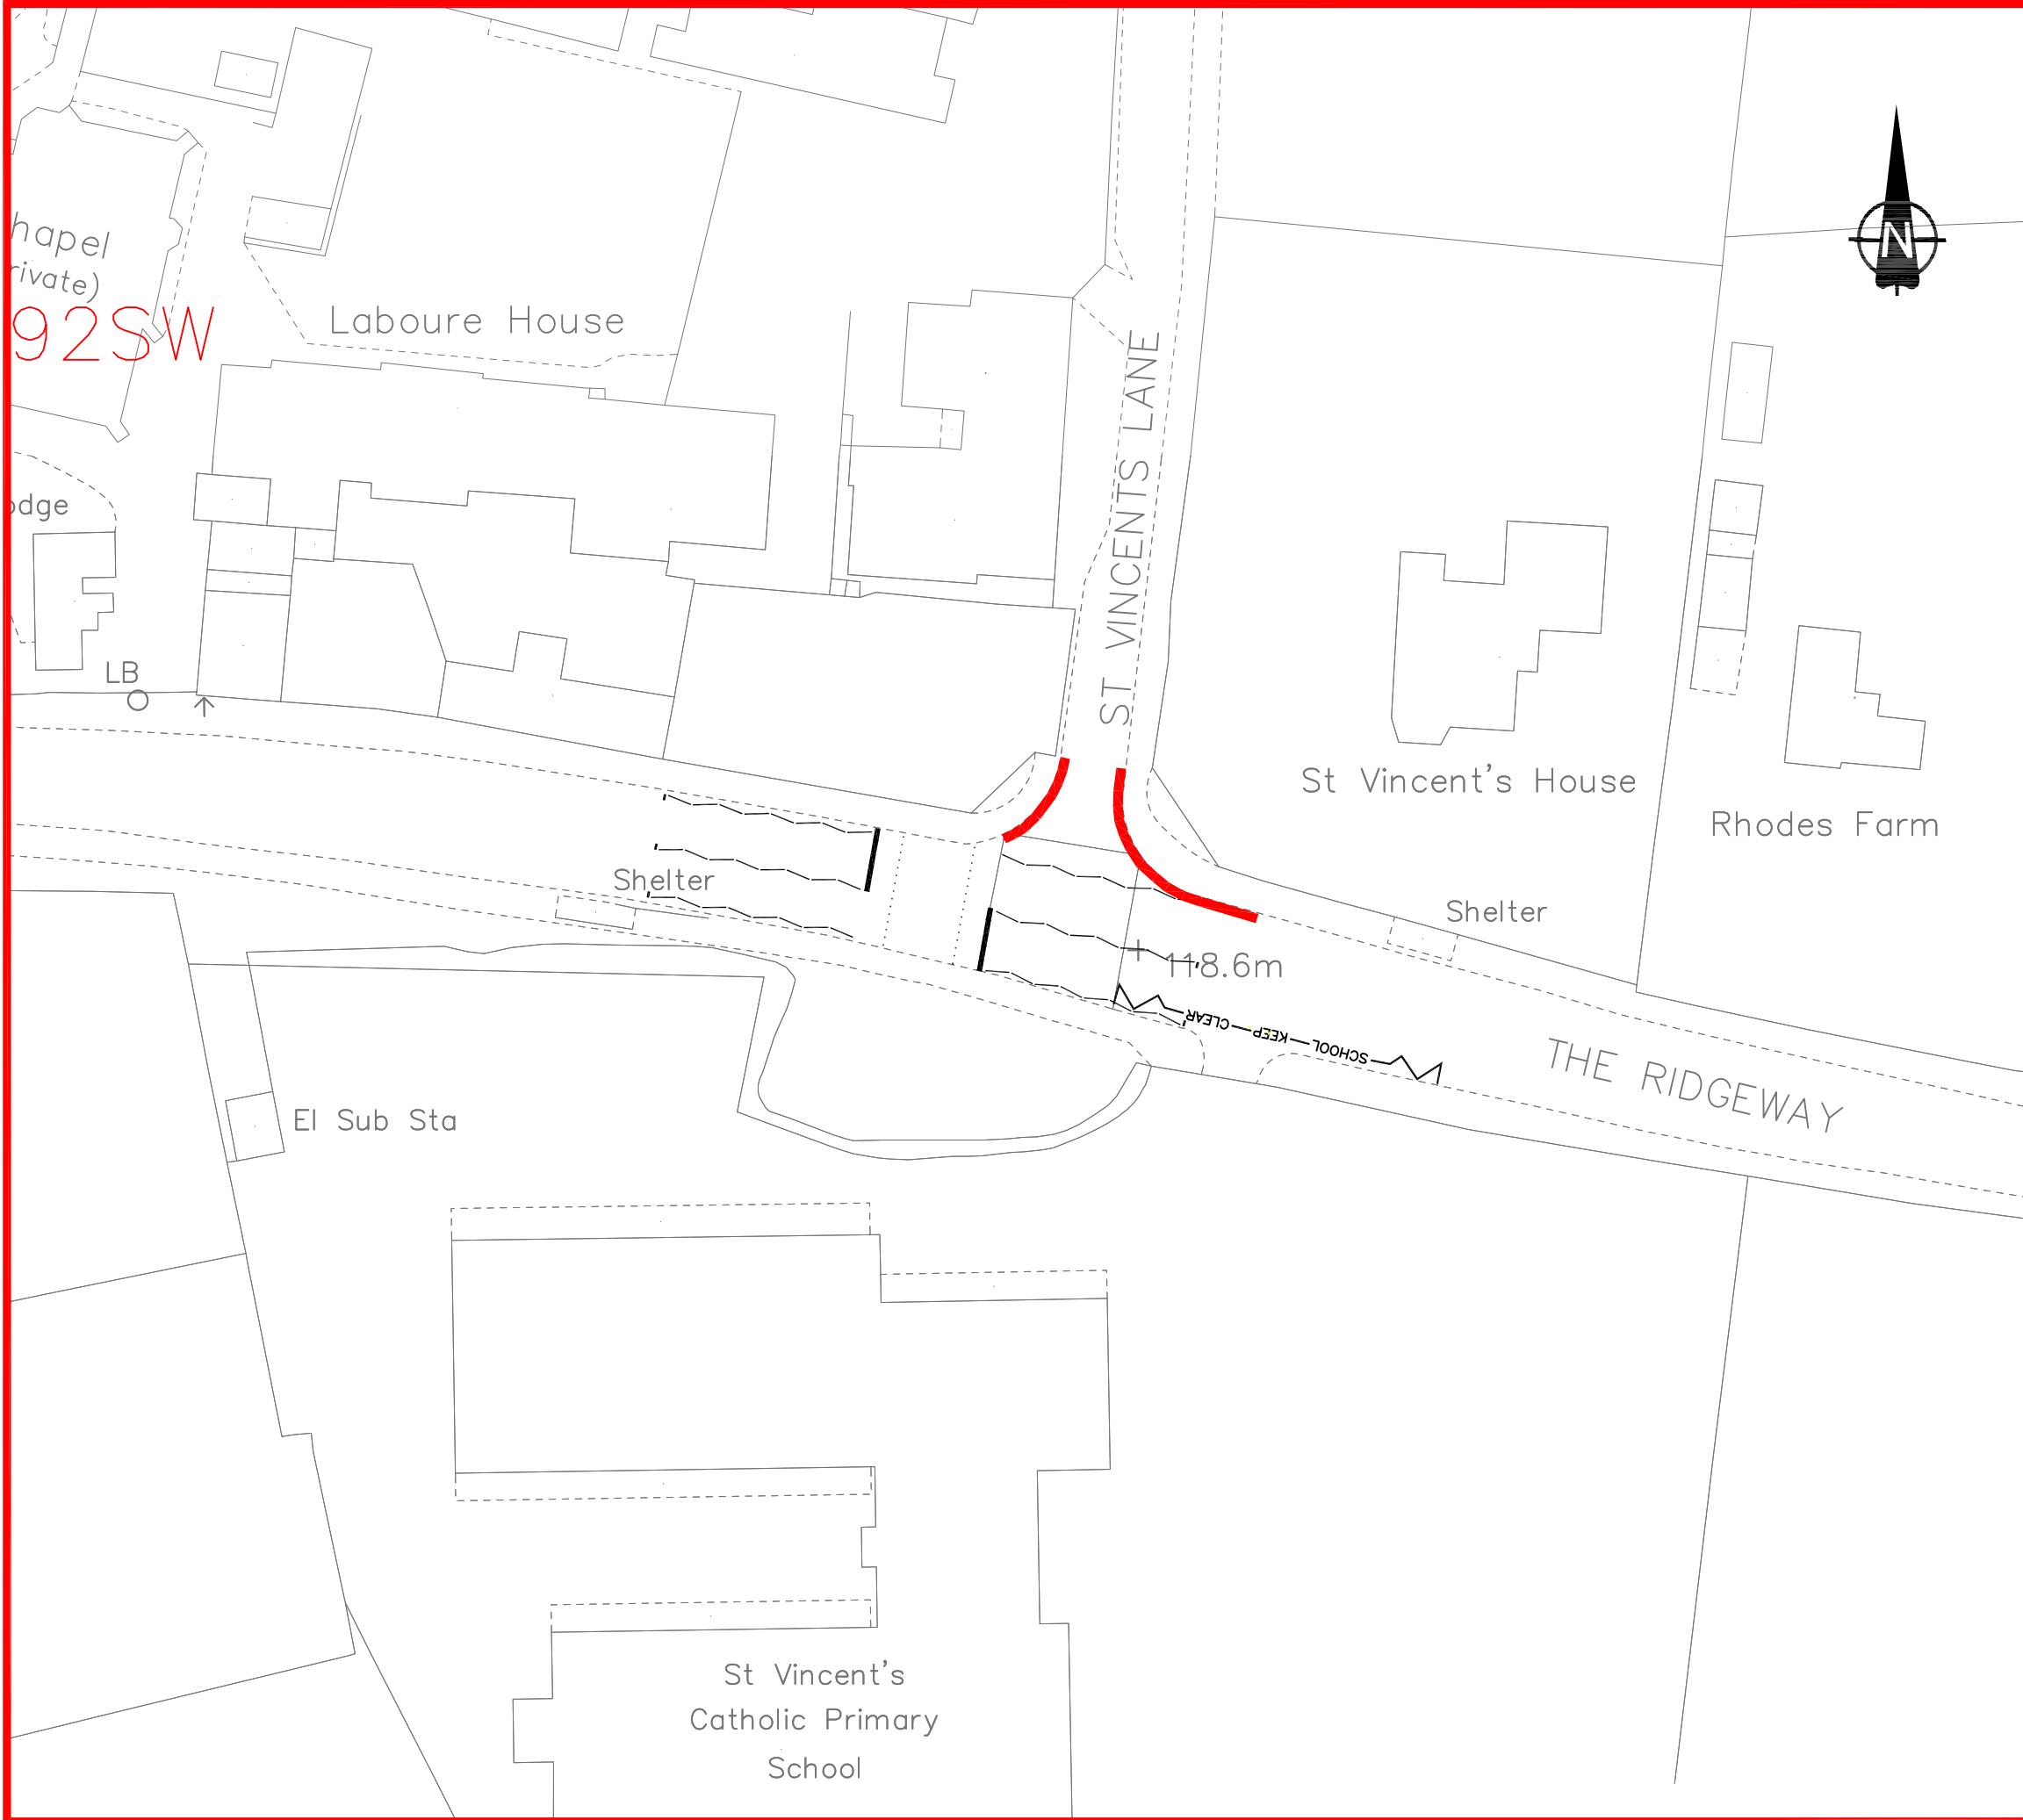 N
hapel
rivate)
92SW
Laboure House
ST VINCENTS LANE
odge
LB
St Vincent's House
Rhodes Farm
Shelter
Shelter
118.6m
SCHOOL KEEP CLEAR
THE RIDGEWAY
El Sub Sta
St Vincent's
Catholic Primary
School